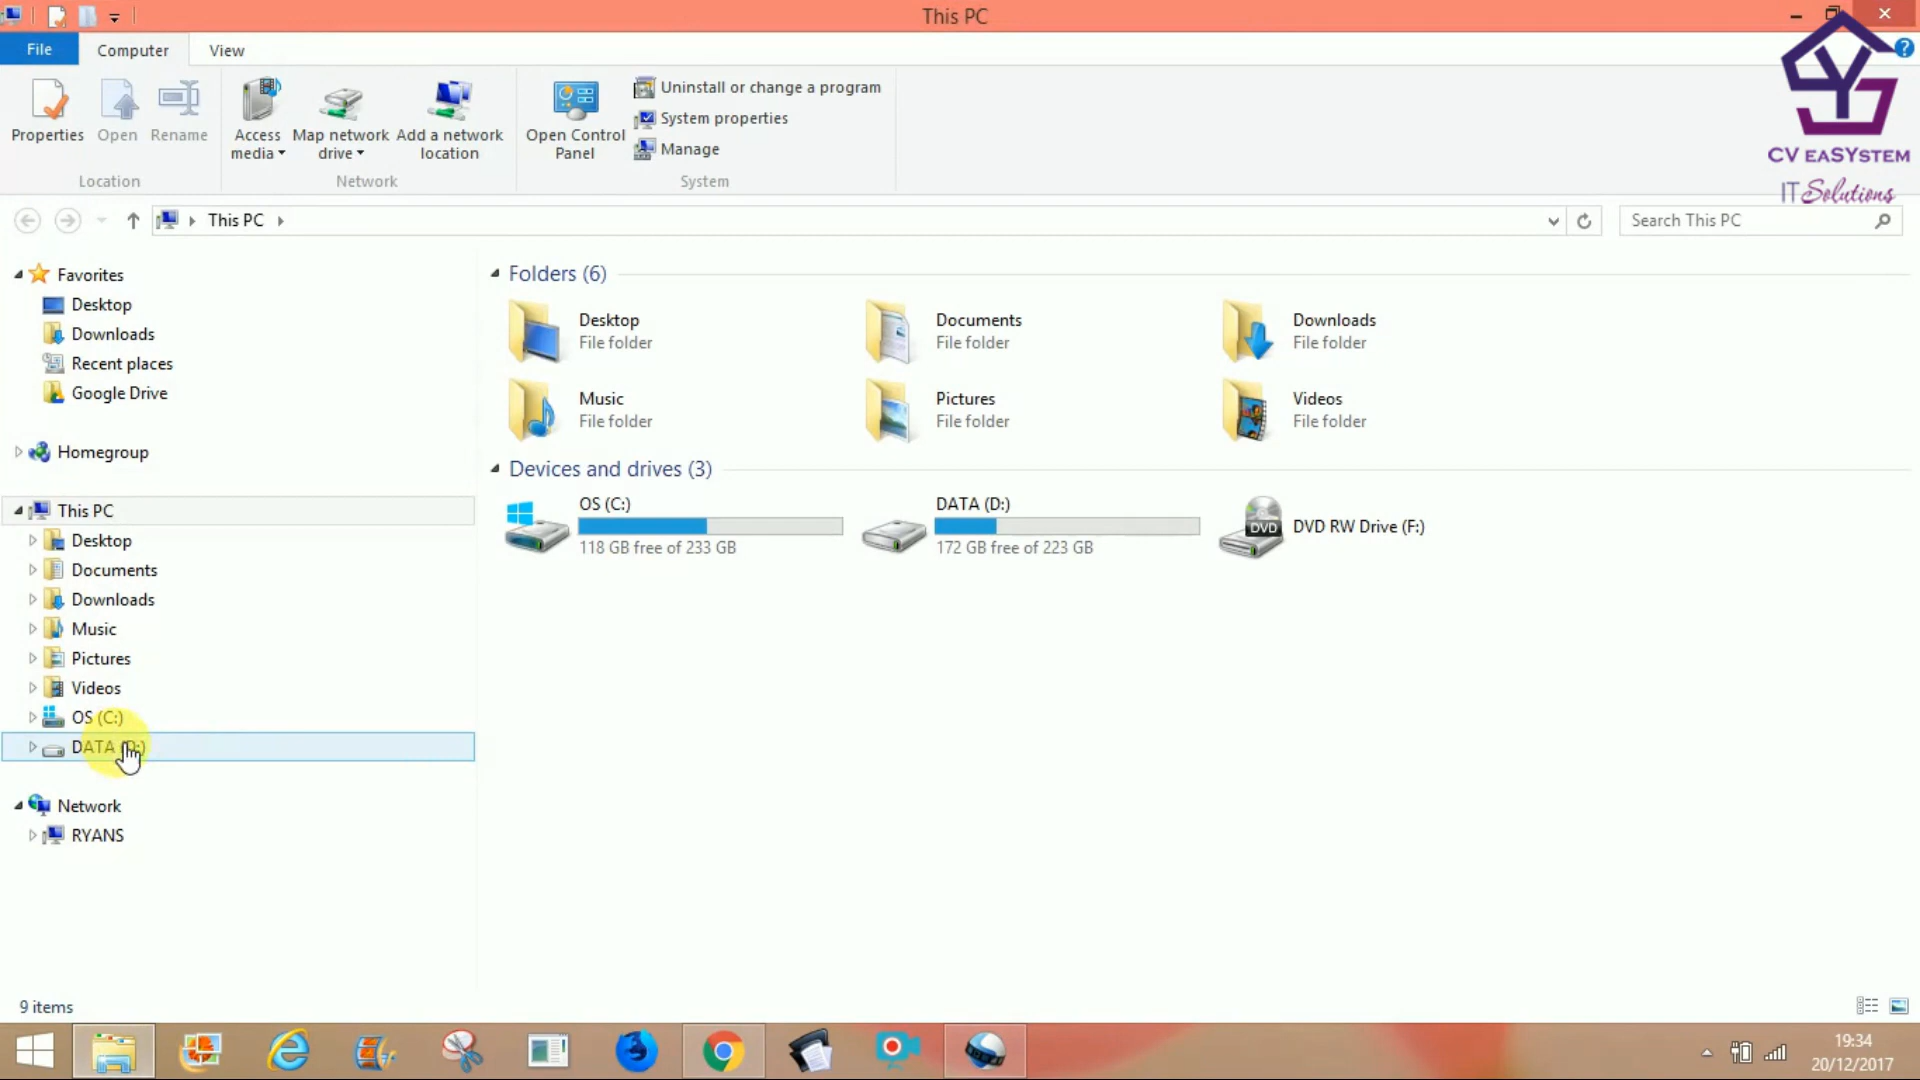 This PC
File
Computer
View
Properties
Open
Rename
Access
media
Map network
drive
Add a network
location
Open Control
Panel
Uninstall or change a program
System properties
Manage
Location
Network
System
CV eaSYstem
IT Solutions
This PC
Search This PC
Favorites
Desktop
Downloads
Recent places
Google Drive
Homegroup
This PC
Desktop
Documents
Downloads
Music
Pictures
Videos
OS (C:)
DATA (D:)
Network
RYANS
Folders (6)
Desktop
File folder
Documents
File folder
Downloads
File folder
Music
File folder
Pictures
File folder
Videos
File folder
Devices and drives (3)
OS (C:)
118 GB free of 233 GB
DATA (D:)
172 GB free of 223 GB
DVD
DVD RW Drive (F:)
9 items
19:34
20/12/2017